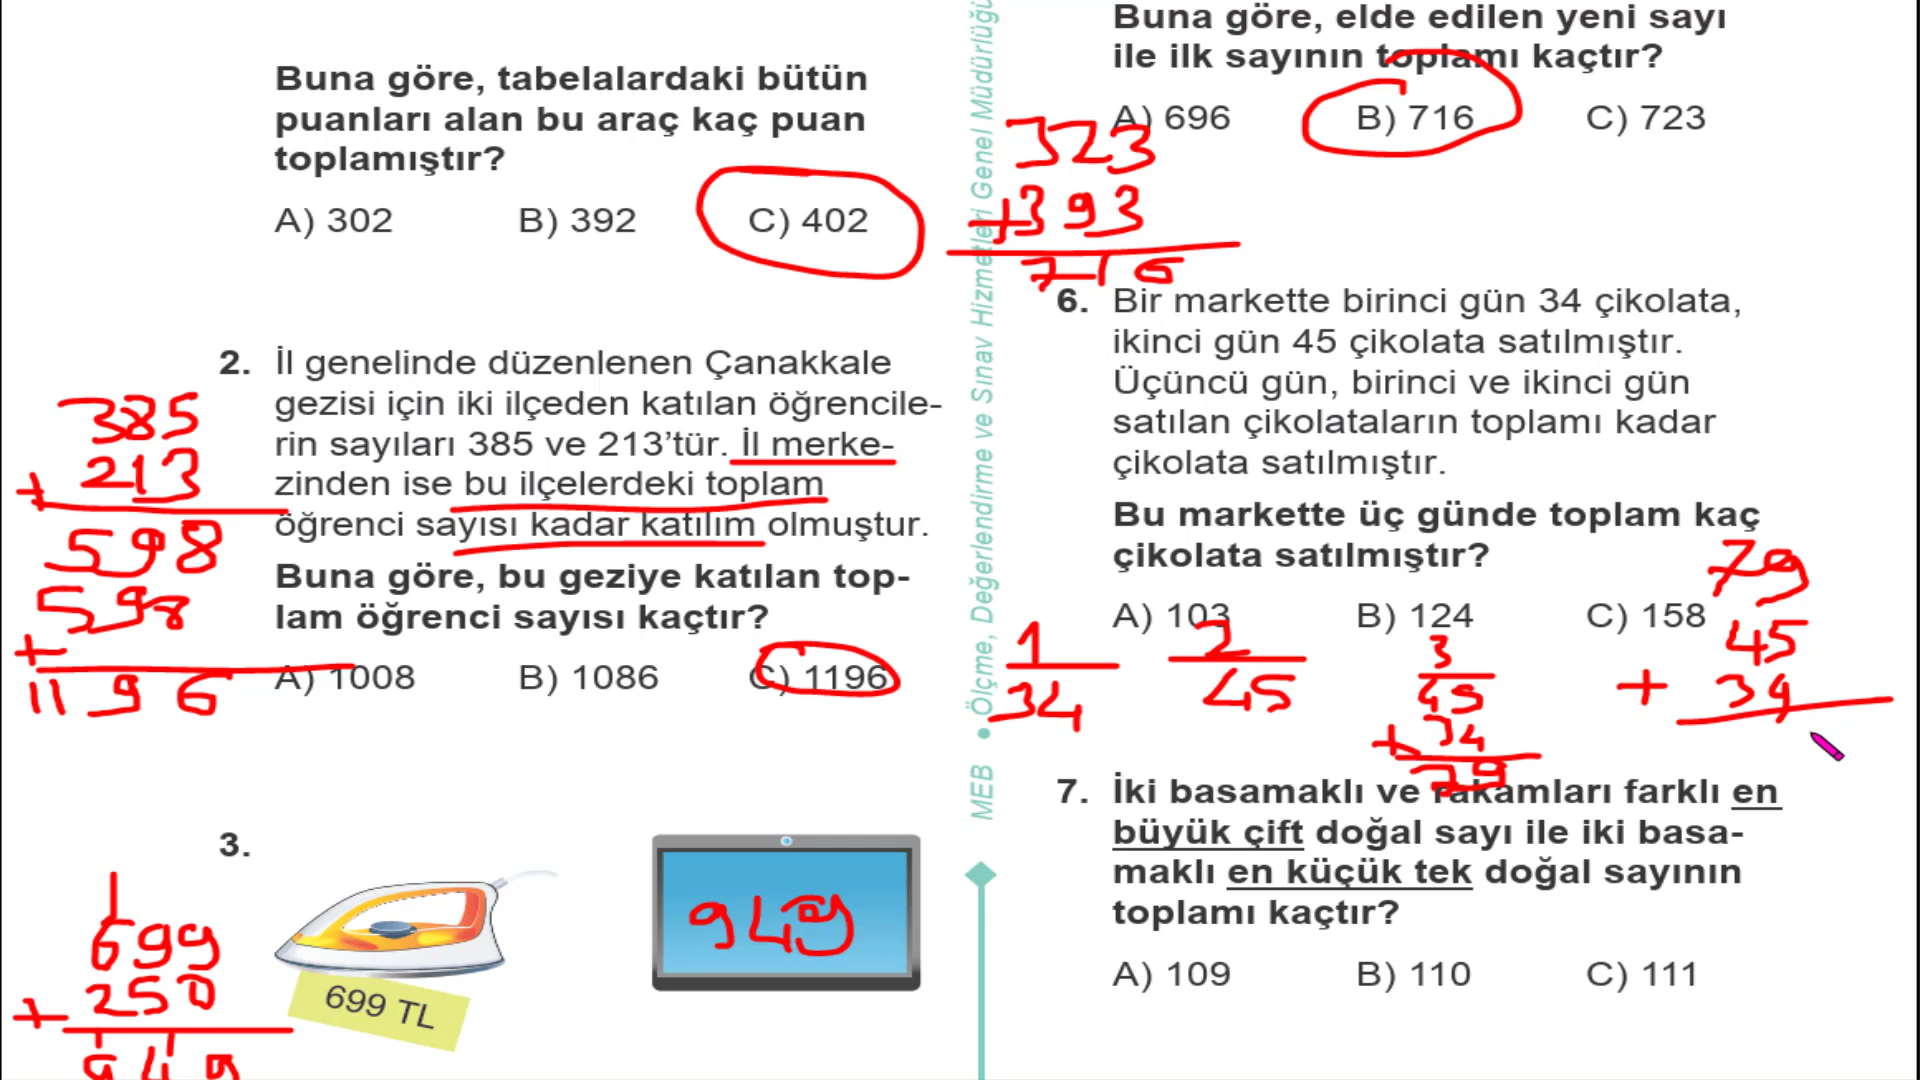 Buna göre, tabelalardaki bütün
puanları alan bu araç kaç puan
toplamıştır?
A) 302 B) 392 C) 402
2. İl genelinde düzenlenen Çanakkale
gezisi için iki ilçeden katılan öğrencile-
rin sayıları 385 ve 213’tür. İl merke-
zinden ise bu ilçelerdeki toplam
öğrenci sayısı kadar katılım olmuştur.
Buna göre, bu geziye katılan top-
lam öğrenci sayısı kaçtır?
A) 1008 B) 1086 C) 1196
385
+ 213
598
+ 598
1196
3.
699 TL
949
1
699
+ 250
949
MEB • Ölçme, Değerlendirme ve Sınav Hizmetleri Genel Müdürlüğü
Buna göre, elde edilen yeni sayı
ile ilk sayının toplamı kaçtır?
A) 696 B) 716 C) 723
323
+393
716
6. Bir markette birinci gün 34 çikolata,
ikinci gün 45 çikolata satılmıştır.
Üçüncü gün, birinci ve ikinci gün
satılan çikolataların toplamı kadar
çikolata satılmıştır.
Bu markette üç günde toplam kaç
çikolata satılmıştır?
A) 103 B) 124 C) 158
1
34
2
45
3
45
+ 34
79
79
45
+ 34
7. İki basamaklı ve rakamları farklı en
büyük çift doğal sayı ile iki basa-
maklı en küçük tek doğal sayının
toplamı kaçtır?
A) 109 B) 110 C) 111